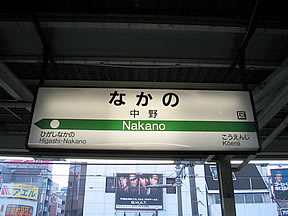 なかの
中野
Nakano
ひがしなかの
Higashi-Nakano
こうえんじ
Kōenji
S.W.A.T.